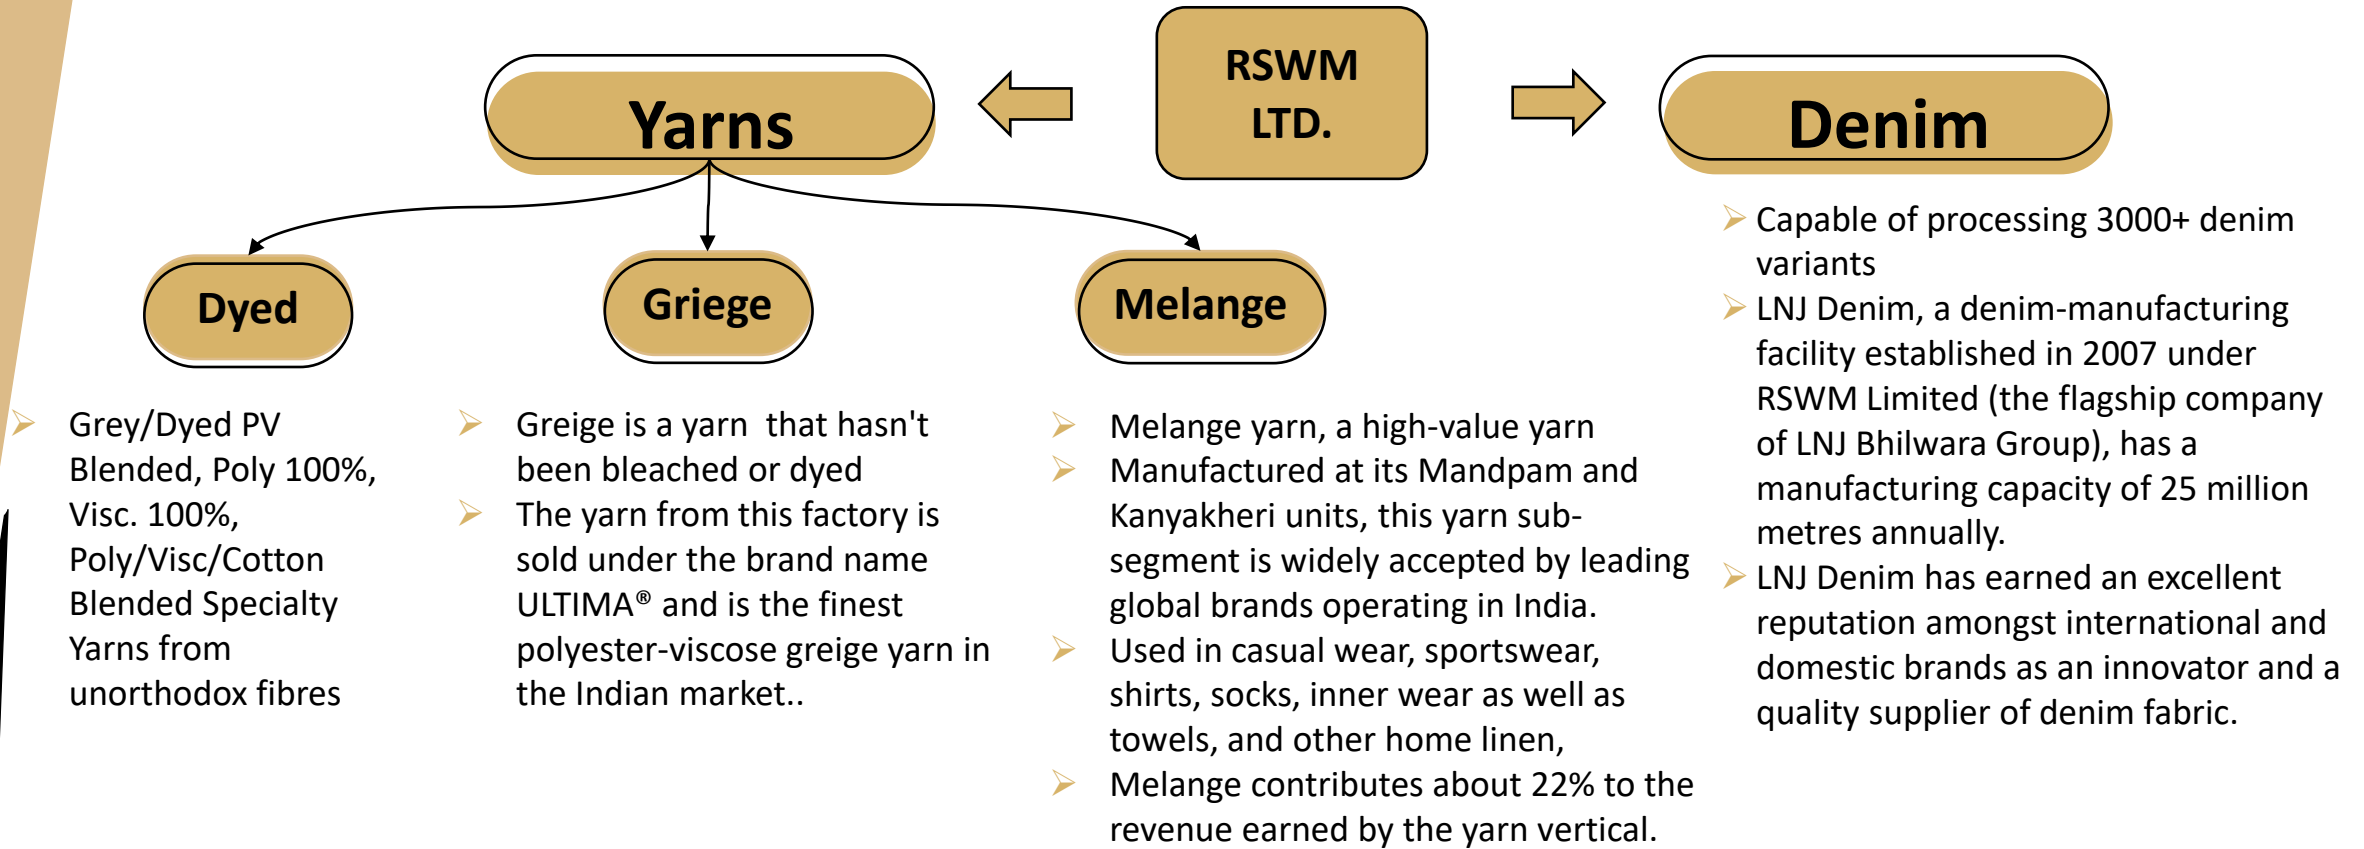 RSWM
LTD.
Yarns
Denim
Dyed
Griege
Melange
Grey/Dyed PV
Blended, Poly 100%,
Visc. 100%,
Poly/Visc/Cotton
Blended Specialty
Yarns from
unorthodox fibres
Greige is a yarn that hasn't
been bleached or dyed
The yarn from this factory is
sold under the brand name
ULTIMA® and is the finest
polyester-viscose greige yarn in
the Indian market..
Melange yarn, a high-value yarn
Manufactured at its Mandpam and
Kanyakheri units, this yarn sub-
segment is widely accepted by leading
global brands operating in India.
Used in casual wear, sportswear,
shirts, socks, inner wear as well as
towels, and other home linen,
Melange contributes about 22% to the
revenue earned by the yarn vertical.
Capable of processing 3000+ denim
variants
LNJ Denim, a denim-manufacturing
facility established in 2007 under
RSWM Limited (the flagship company
of LNJ Bhilwara Group), has a
manufacturing capacity of 25 million
metres annually.
LNJ Denim has earned an excellent
reputation amongst international and
domestic brands as an innovator and a
quality supplier of denim fabric.